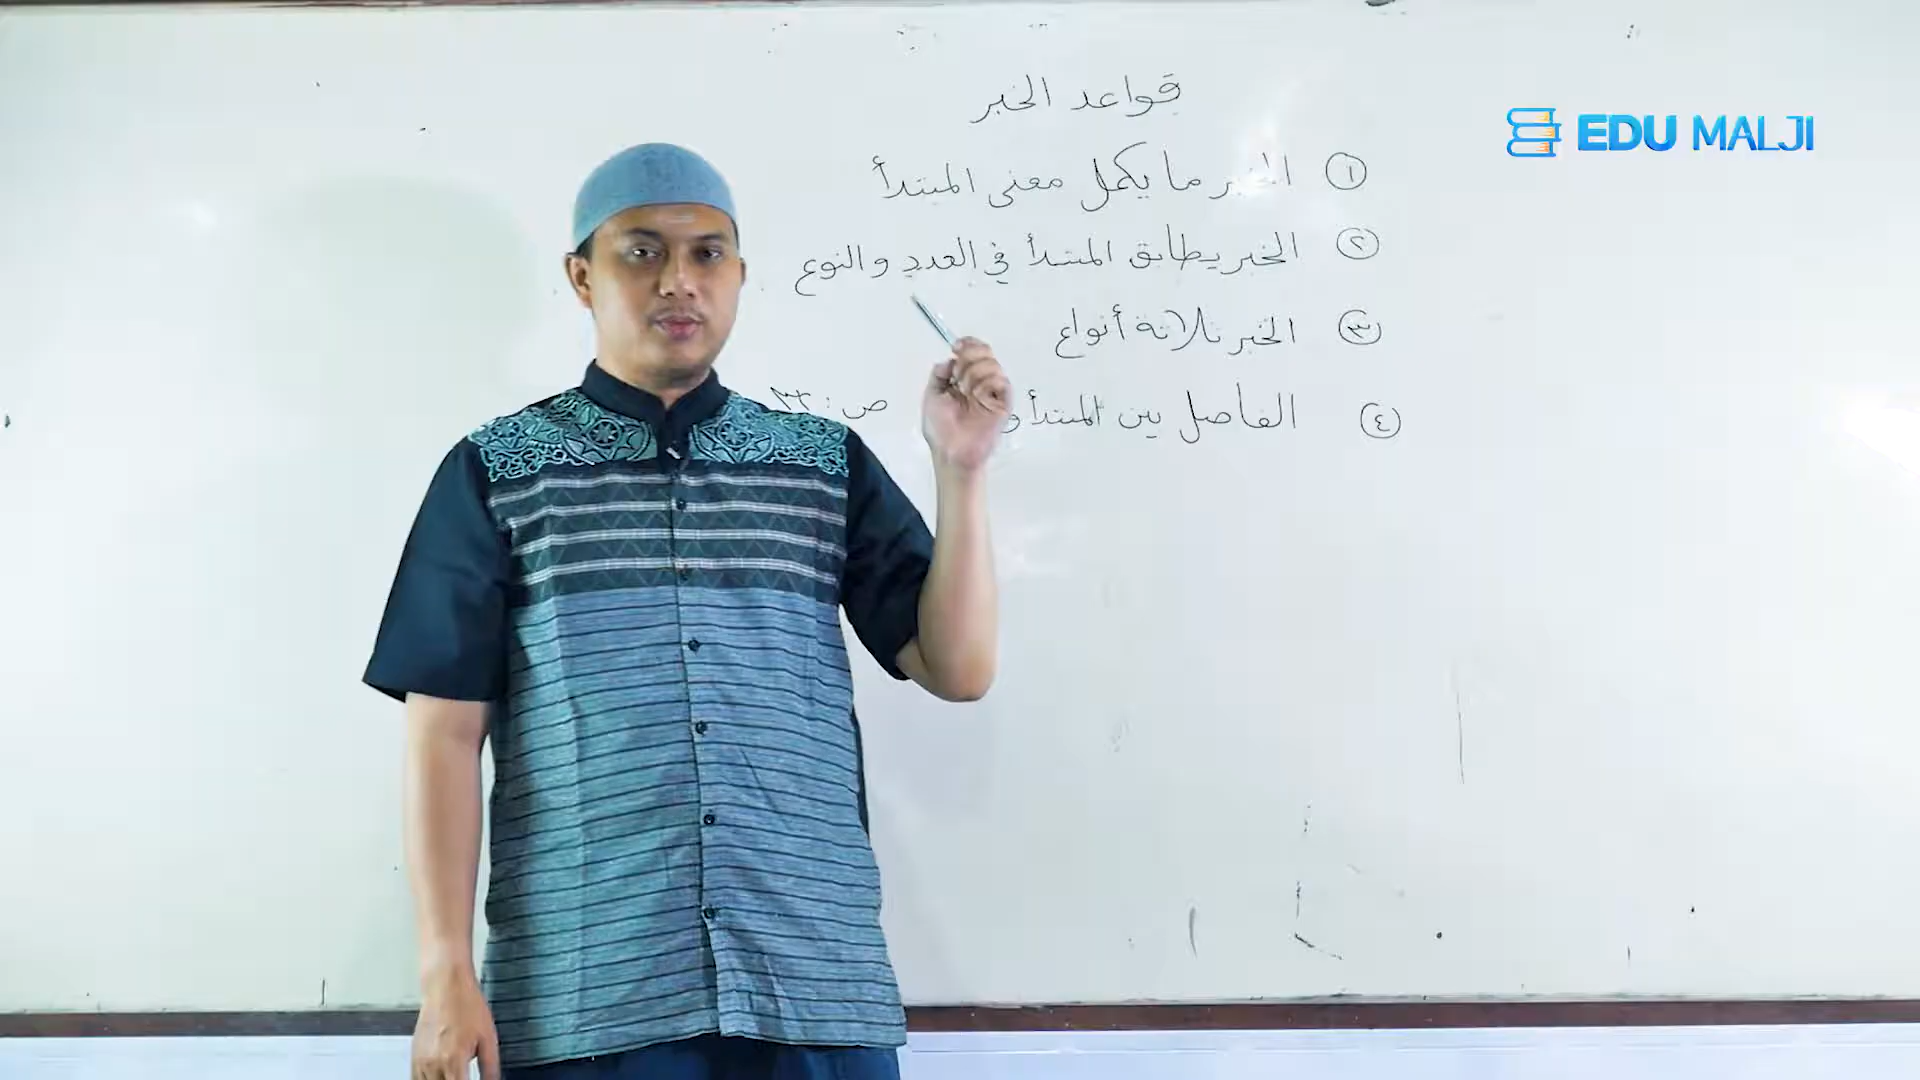 قواعد الخبر
EDU MALJI
١ الخبر ما يكمل معنى المبتدأ
٢ الخبر يطابق المبتدأ في العدد والنوع
٣ الخبر ثلاثة أنواع
٤ الفاصل بين المبتدأ و ص: